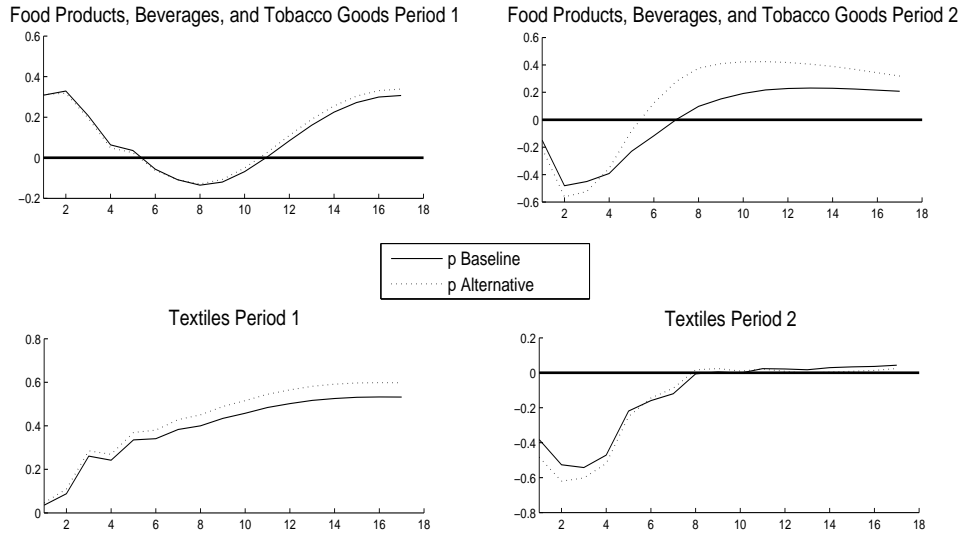 Food Products, Beverages, and Tobacco Goods Period 1
0.6
0.4
0.2
0
−0.2
2 4 6 8 10 12 14 16 18
Food Products, Beverages, and Tobacco Goods Period 2
0.6
0.4
0.2
0
−0.2
−0.4
−0.6
2 4 6 8 10 12 14 16 18
p Baseline
p Alternative
Textiles Period 1
0.8
0.6
0.4
0.2
0
2 4 6 8 10 12 14 16 18
Textiles Period 2
0.2
0
−0.2
−0.4
−0.6
−0.8
2 4 6 8 10 12 14 16 18